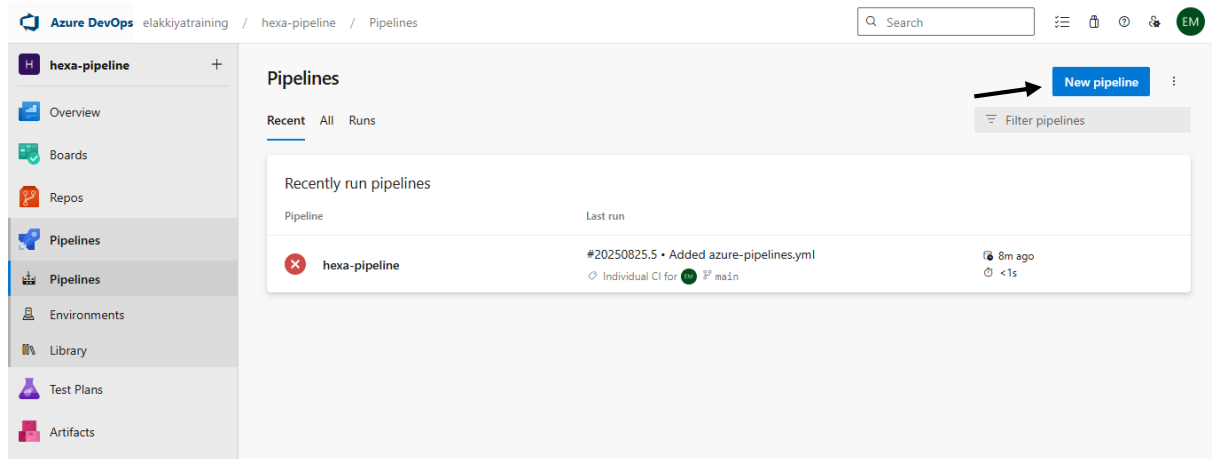 Azure DevOps elakkiyatraining / hexa-pipeline / Pipelines Search EM
H hexa-pipeline +
Overview
Boards
Repos
Pipelines
Pipelines
Environments
Library
Test Plans
Artifacts
Pipelines
New pipeline
Recent All Runs
Filter pipelines
Recently run pipelines
Pipeline Last run
hexa-pipeline
#20250825.5 • Added azure-pipelines.yml
Individual CI for EM main
8m ago
<1s